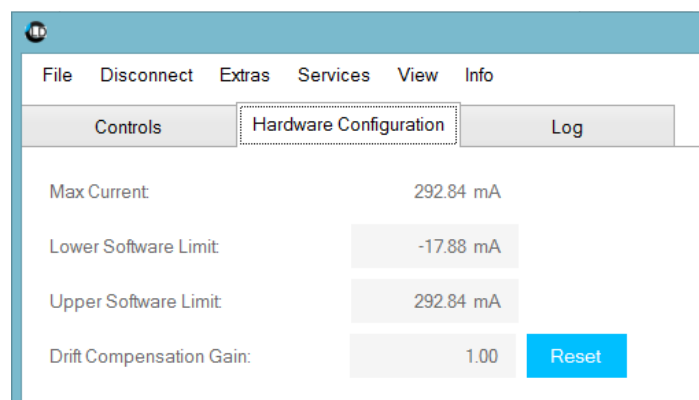 File Disconnect Extras Services View Info
Controls Hardware Configuration Log
Max Current: 292.84 mA
Lower Software Limit: -17.88 mA
Upper Software Limit: 292.84 mA
Drift Compensation Gain: 1.00 Reset